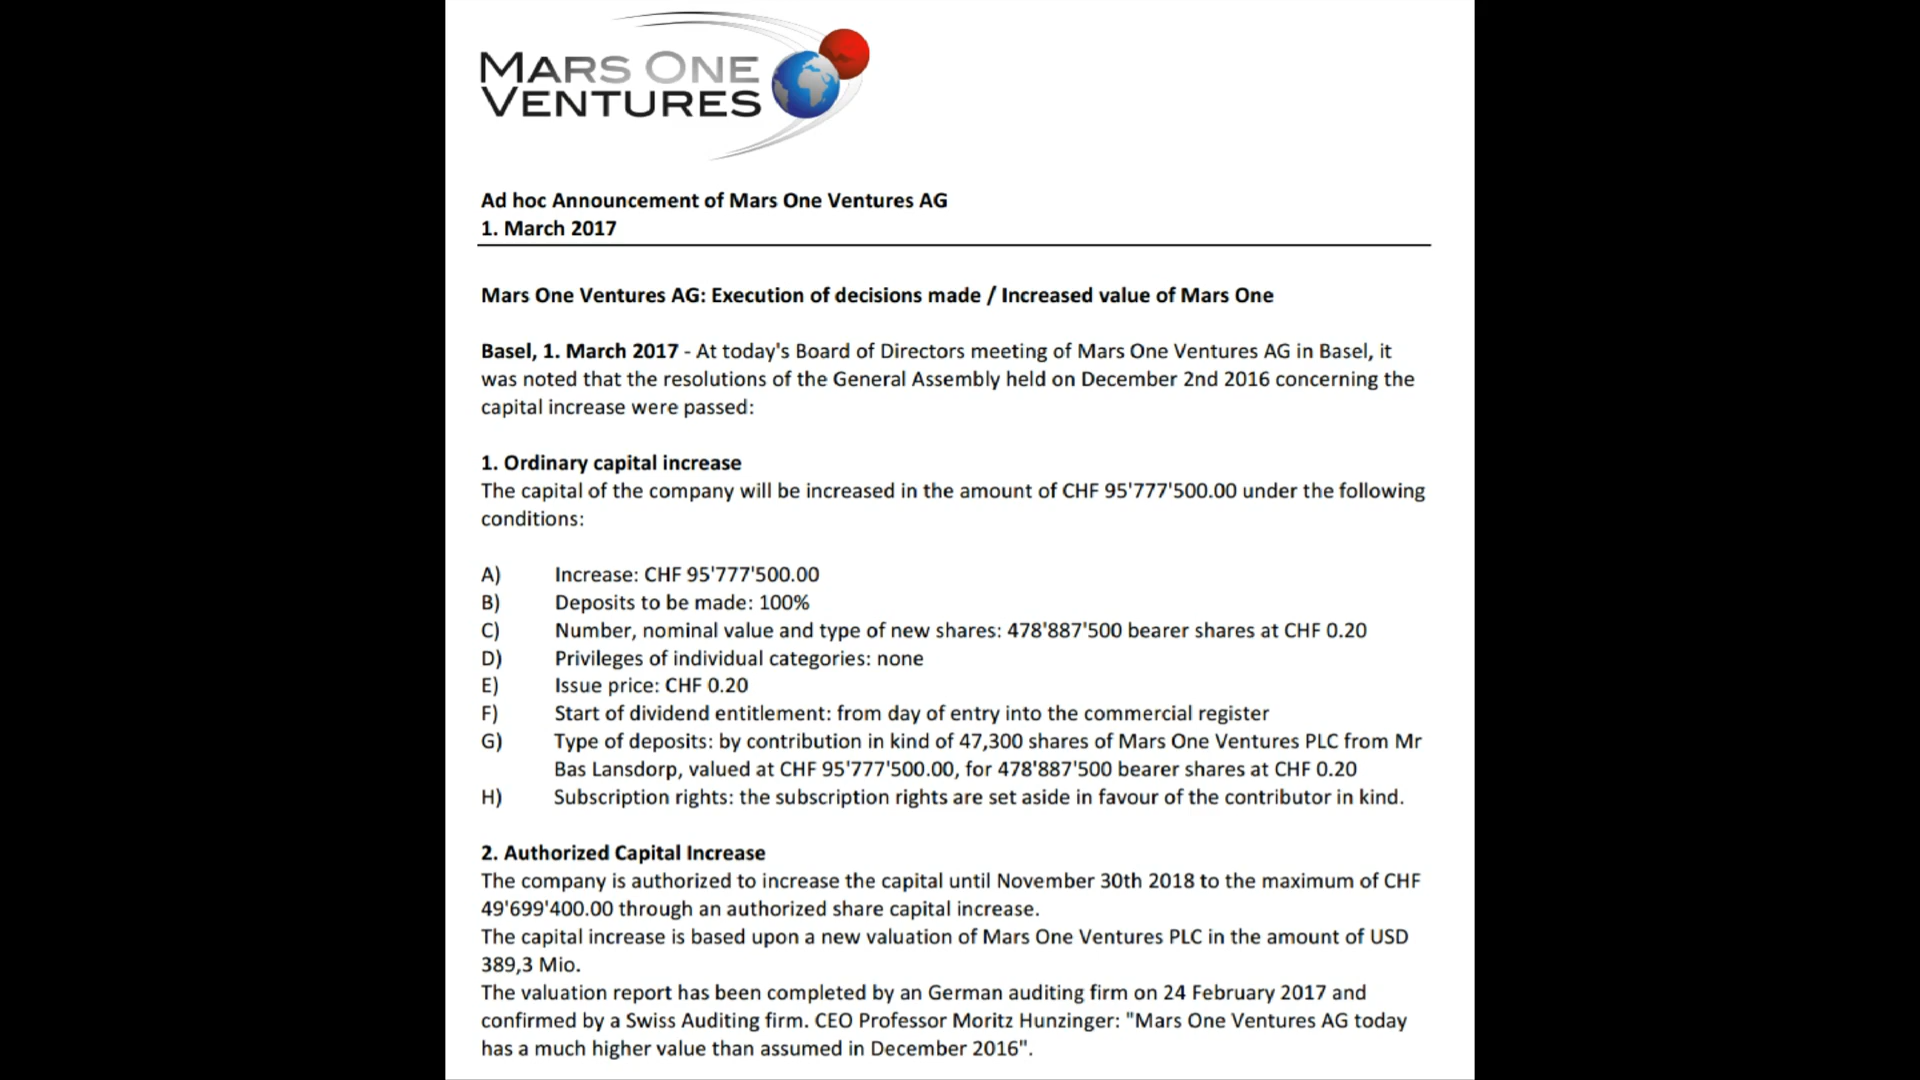 MARS ONE
VENTURES
Ad hoc Announcement of Mars One Ventures AG
1. March 2017
Mars One Ventures AG: Execution of decisions made / Increased value of Mars One
Basel, 1. March 2017 - At today's Board of Directors meeting of Mars One Ventures AG in Basel, it
was noted that the resolutions of the General Assembly held on December 2nd 2016 concerning the
capital increase were passed:
1. Ordinary capital increase
The capital of the company will be increased in the amount of CHF 95'777'500.00 under the following
conditions:
A) Increase: CHF 95'777'500.00
B) Deposits to be made: 100%
C) Number, nominal value and type of new shares: 478'887'500 bearer shares at CHF 0.20
D) Privileges of individual categories: none
E) Issue price: CHF 0.20
F) Start of dividend entitlement: from day of entry into the commercial register
G) Type of deposits: by contribution in kind of 47,300 shares of Mars One Ventures PLC from Mr
Bas Lansdorp, valued at CHF 95'777'500.00, for 478'887'500 bearer shares at CHF 0.20
H) Subscription rights: the subscription rights are set aside in favour of the contributor in kind.
2. Authorized Capital Increase
The company is authorized to increase the capital until November 30th 2018 to the maximum of CHF
49'699'400.00 through an authorized share capital increase.
The capital increase is based upon a new valuation of Mars One Ventures PLC in the amount of USD
389,3 Mio.
The valuation report has been completed by an German auditing firm on 24 February 2017 and
confirmed by a Swiss Auditing firm. CEO Professor Moritz Hunzinger: "Mars One Ventures AG today
has a much higher value than assumed in December 2016".